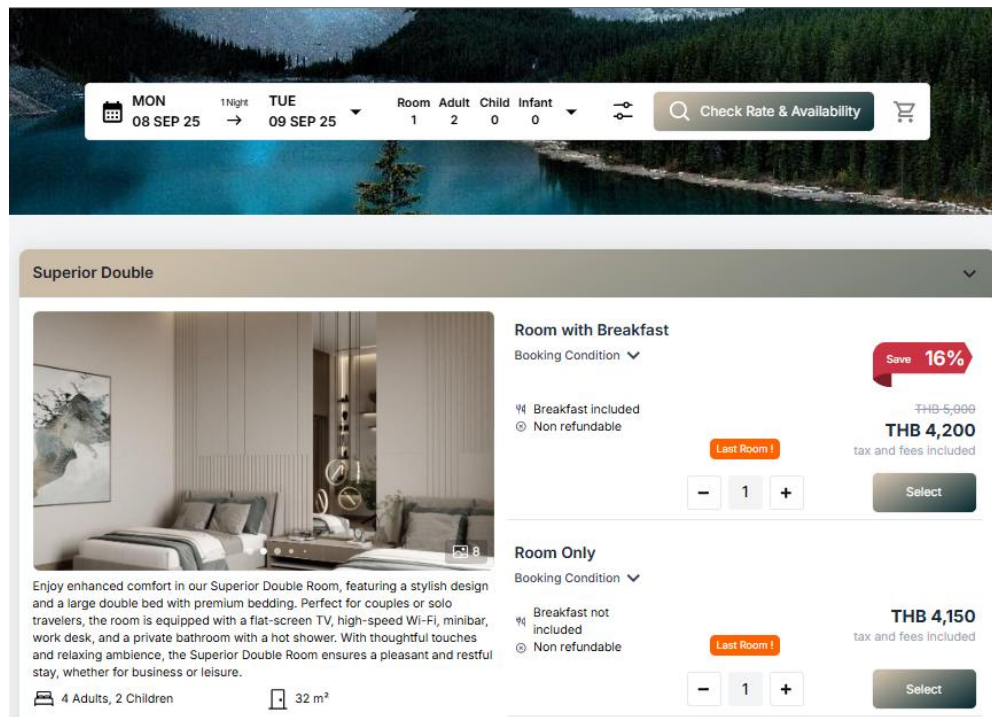 MON
08 SEP 25
1 Night
TUE
09 SEP 25
Room Adult Child Infant
1 2 0 0
Check Rate & Availability
Superior Double
8
Enjoy enhanced comfort in our Superior Double Room, featuring a stylish design
and a large double bed with premium bedding. Perfect for couples or solo
travelers, the room is equipped with a flat-screen TV, high-speed Wi-Fi, minibar,
work desk, and a private bathroom with a hot shower. With thoughtful touches
and relaxing ambience, the Superior Double Room ensures a pleasant and restful
stay, whether for business or leisure.
4 Adults, 2 Children
32 m²
Room with Breakfast
Booking Condition
Save 16%
Breakfast included
Non refundable
Last Room !
THB 5,000
THB 4,200
tax and fees included
- 1 +
Select
Room Only
Booking Condition
Breakfast not
included
Non refundable
Last Room !
THB 4,150
tax and fees included
- 1 +
Select